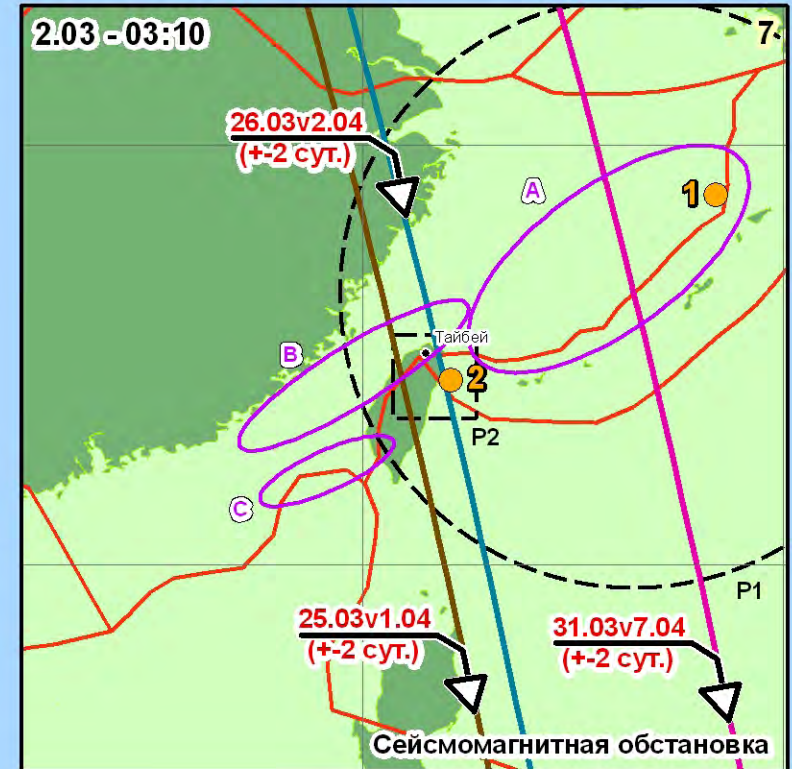 2.03 - 03:10
7
26.03v2.04
(+-2 сут.)
A
1
B
Тайбей
2
P2
C
P1
25.03v1.04
(+-2 сут.)
31.03v7.04
(+-2 сут.)
Сейсмомагнитная обстановка